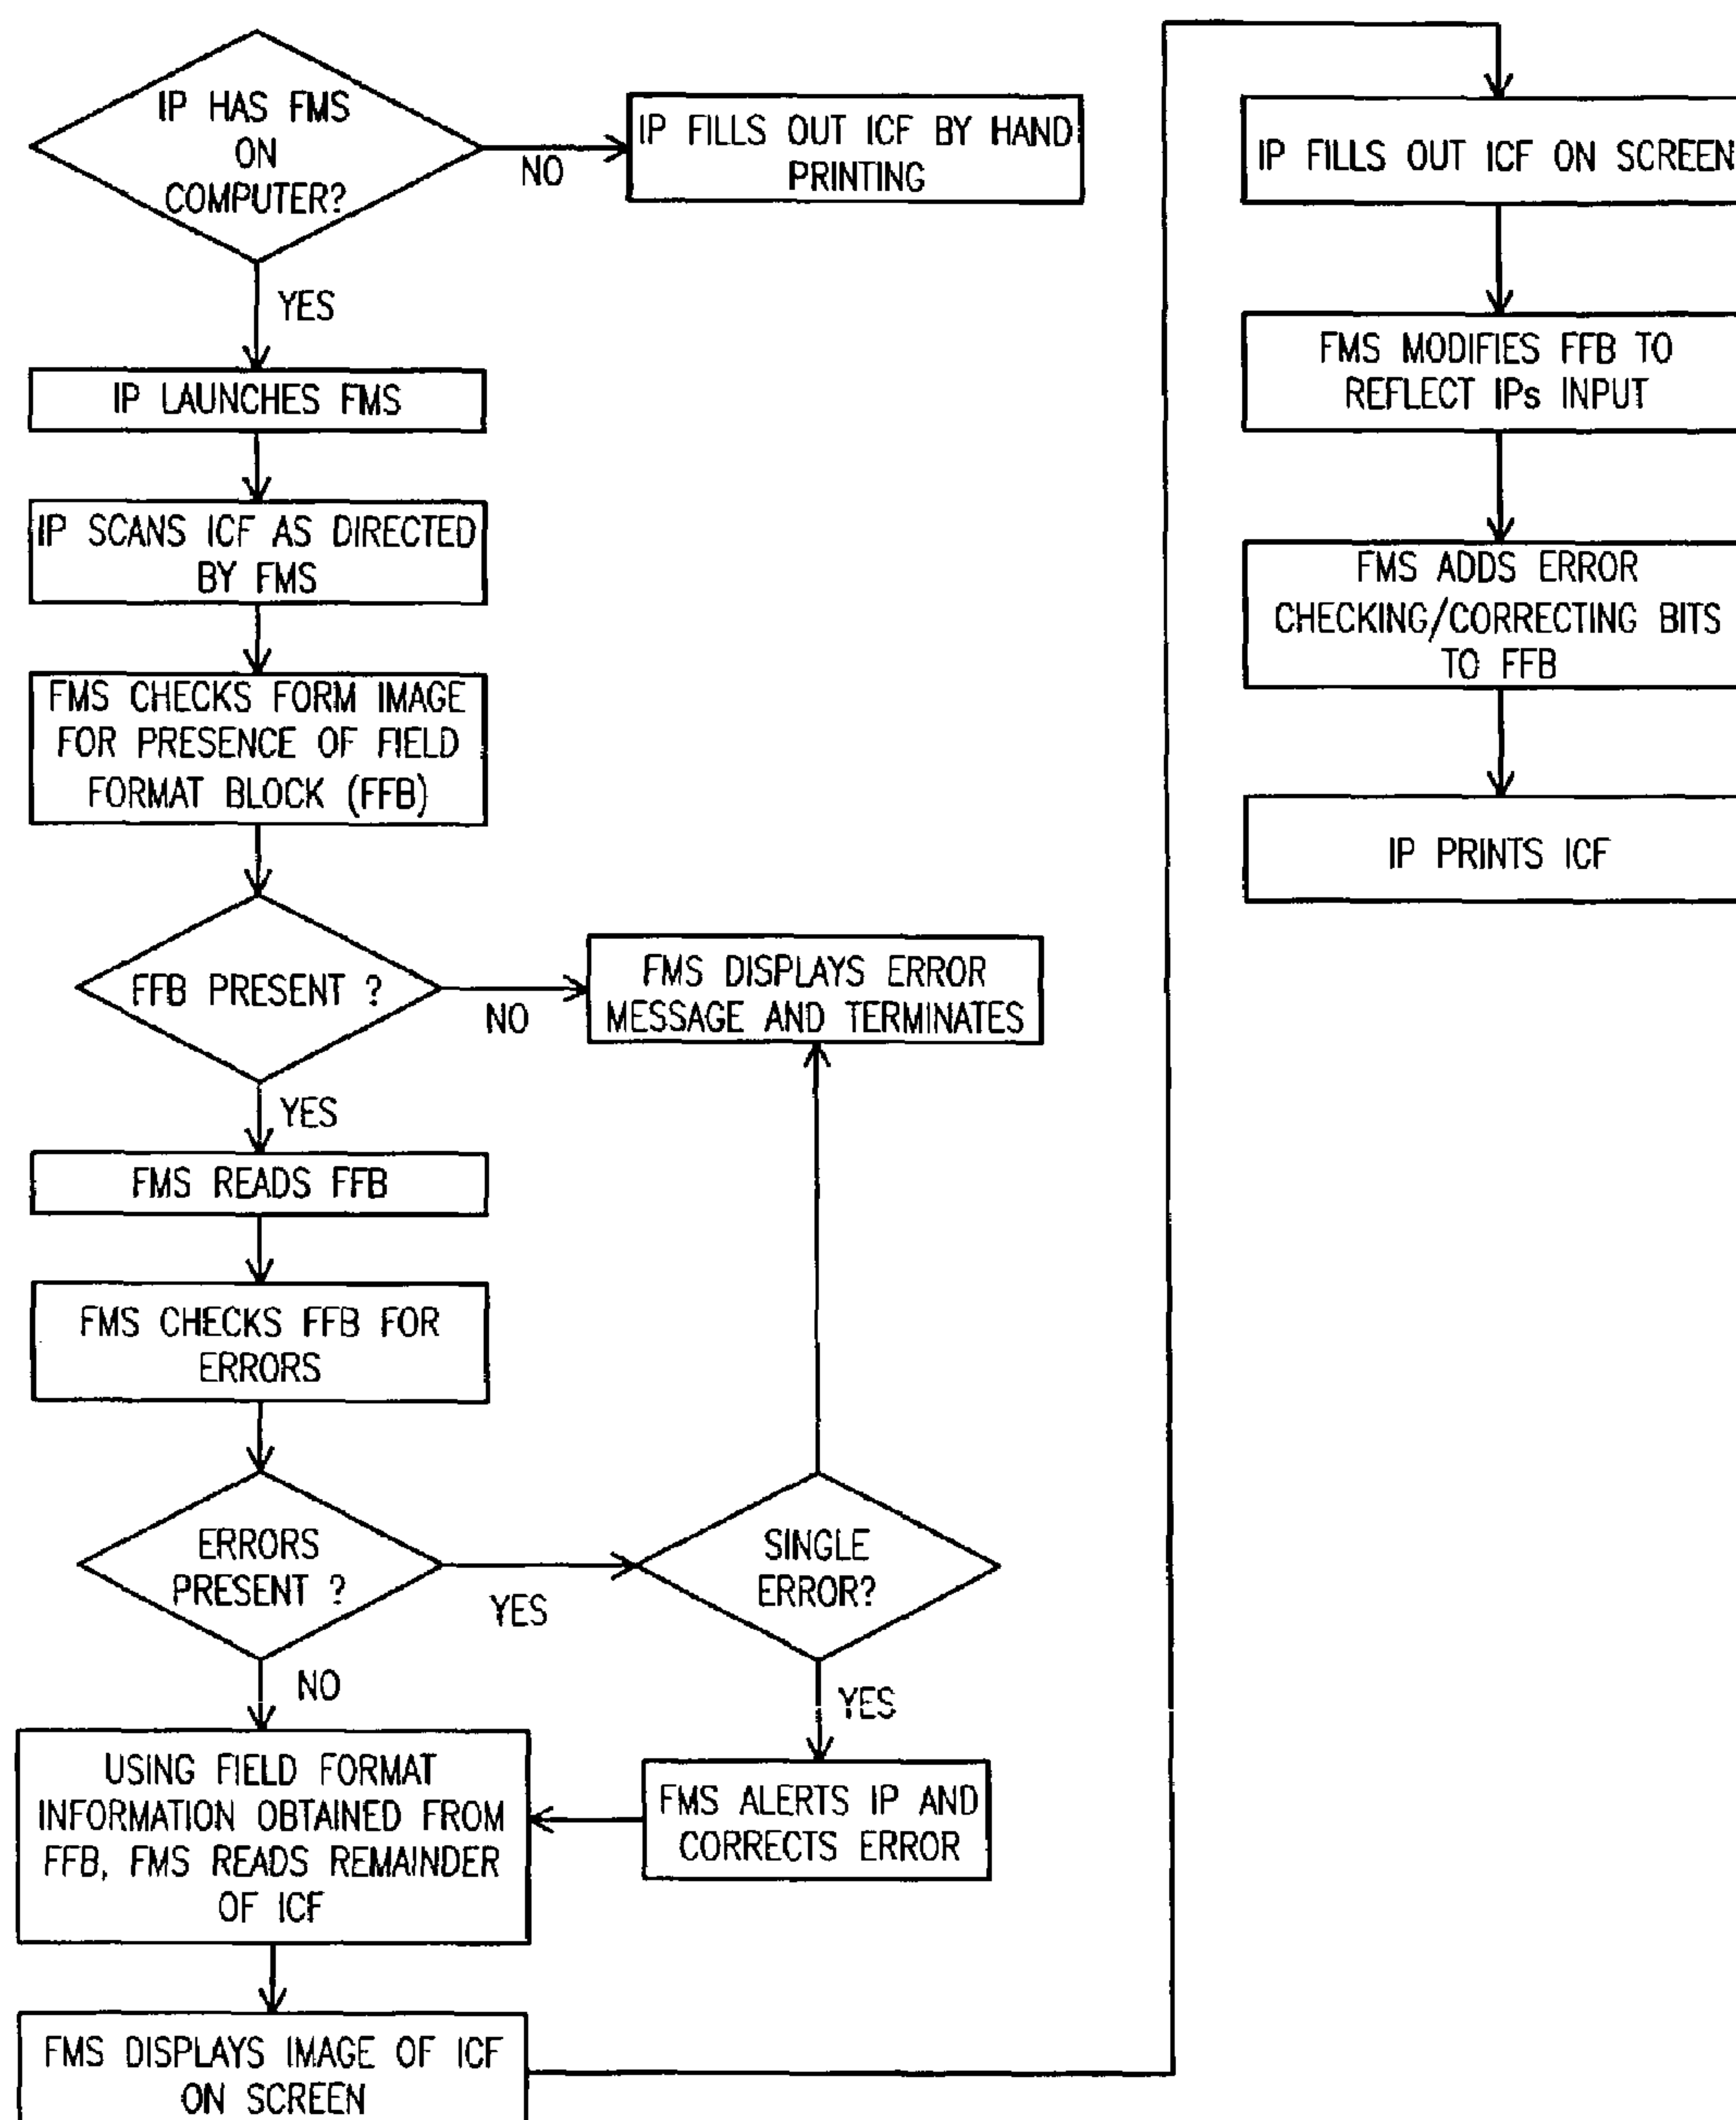 IP HAS FMS
ON
COMPUTER?
NO
IP FILLS OUT ICF BY HAND
PRINTING
YES
IP LAUNCHES FMS
IP SCANS ICF AS DIRECTED
BY FMS
FMS CHECKS FORM IMAGE
FOR PRESENCE OF FIELD
FORMAT BLOCK (FFB)
FFB PRESENT ?
NO
FMS DISPLAYS ERROR
MESSAGE AND TERMINATES
YES
FMS READS FFB
FMS CHECKS FFB FOR
ERRORS
ERRORS
PRESENT ?
YES
SINGLE
ERROR?
NO
YES
USING FIELD FORMAT
INFORMATION OBTAINED FROM
FFB, FMS READS REMAINDER
OF ICF
FMS ALERTS IP AND
CORRECTS ERROR
FMS DISPLAYS IMAGE OF ICF
ON SCREEN
IP FILLS OUT ICF ON SCREEN
FMS MODIFIES FFB TO
REFLECT IPs INPUT
FMS ADDS ERROR
CHECKING/CORRECTING BITS
TO FFB
IP PRINTS ICF